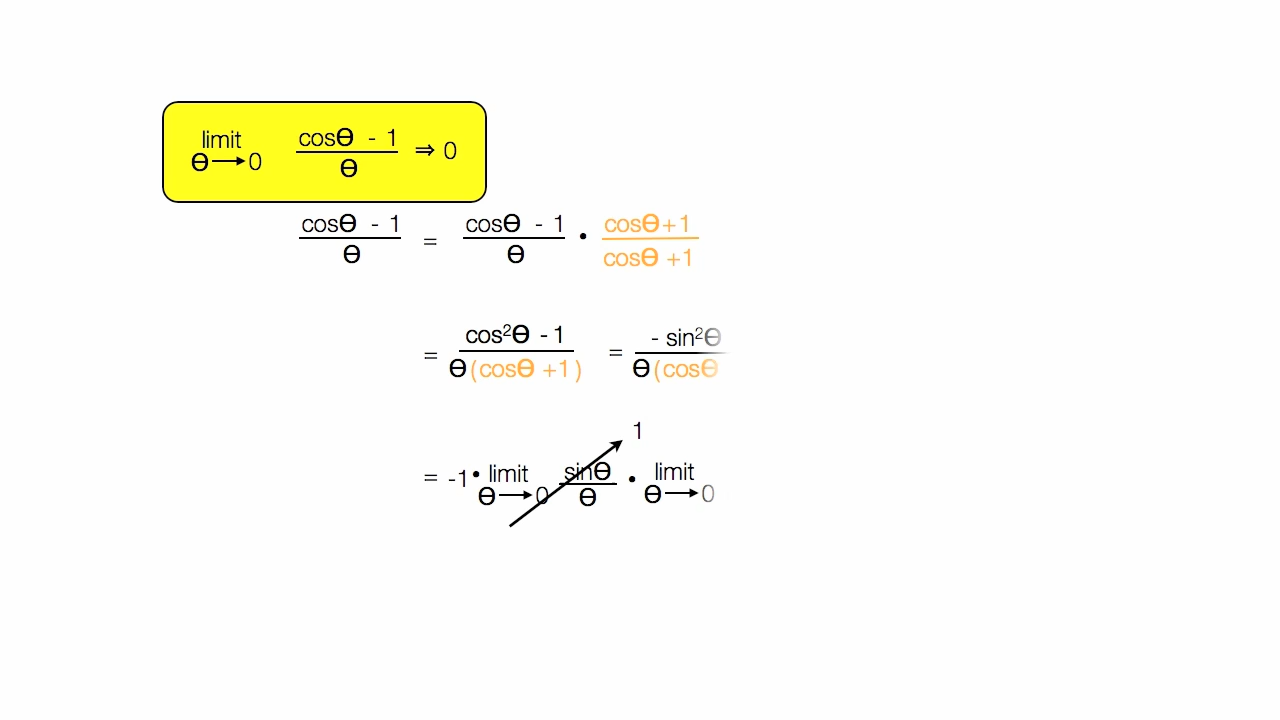 limit θ→0 cosθ - 1 / θ ⇒ 0
cosθ - 1 / θ = cosθ - 1 / θ • cosθ+1 / cosθ +1
= cos²θ - 1 / θ(cosθ +1) = - sin²θ / θ(cosθ
= -1 • limit θ→0 sinθ / θ 1 • limit θ→0